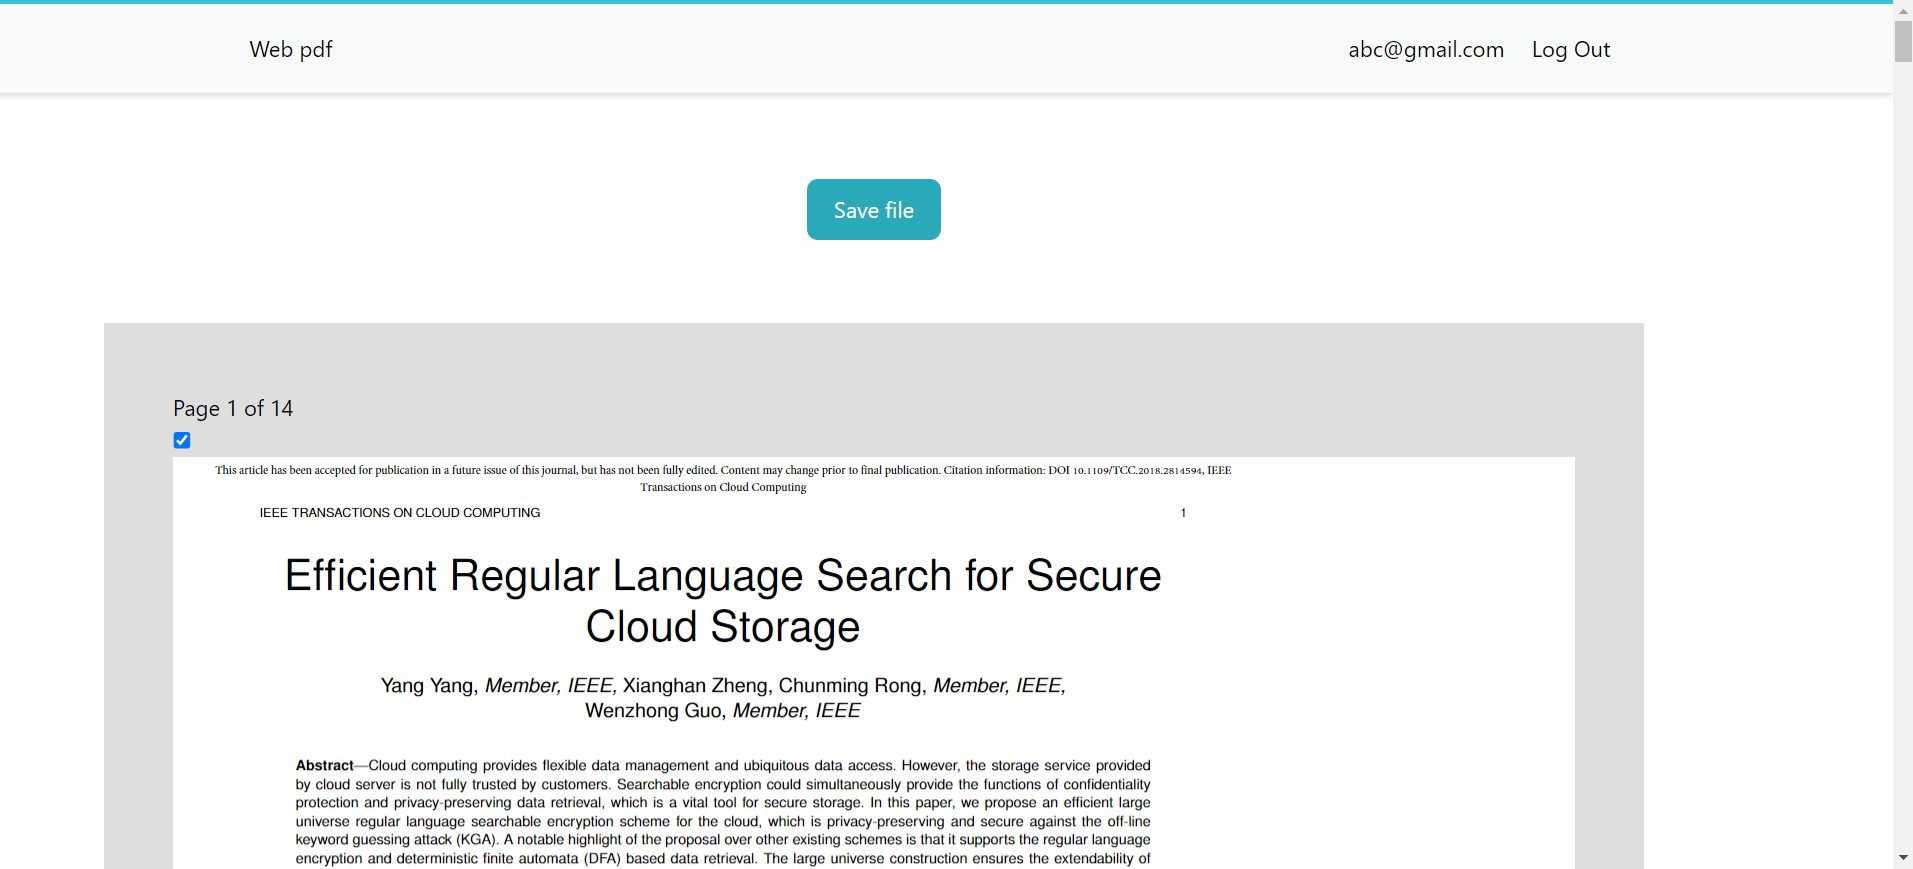 Web pdf
abc@gmail.com Log Out
Save file
Page 1 of 14
This article has been accepted for publication in a future issue of this journal, but has not been fully edited. Content may change prior to final publication. Citation information: DOI 10.1109/TCC.2018.2814594, IEEE
Transactions on Cloud Computing
IEEE TRANSACTIONS ON CLOUD COMPUTING 1
Efficient Regular Language Search for Secure
Cloud Storage
Yang Yang, Member, IEEE, Xianghan Zheng, Chunming Rong, Member, IEEE,
Wenzhong Guo, Member, IEEE
Abstract—Cloud computing provides flexible data management and ubiquitous data access. However, the storage service provided
by cloud server is not fully trusted by customers. Searchable encryption could simultaneously provide the functions of confidentiality
protection and privacy-preserving data retrieval, which is a vital tool for secure storage. In this paper, we propose an efficient large
universe regular language searchable encryption scheme for the cloud, which is privacy-preserving and secure against the off-line
keyword guessing attack (KGA). A notable highlight of the proposal over other existing schemes is that it supports the regular language
encryption and deterministic finite automata (DFA) based data retrieval. The large universe construction ensures the extendability of